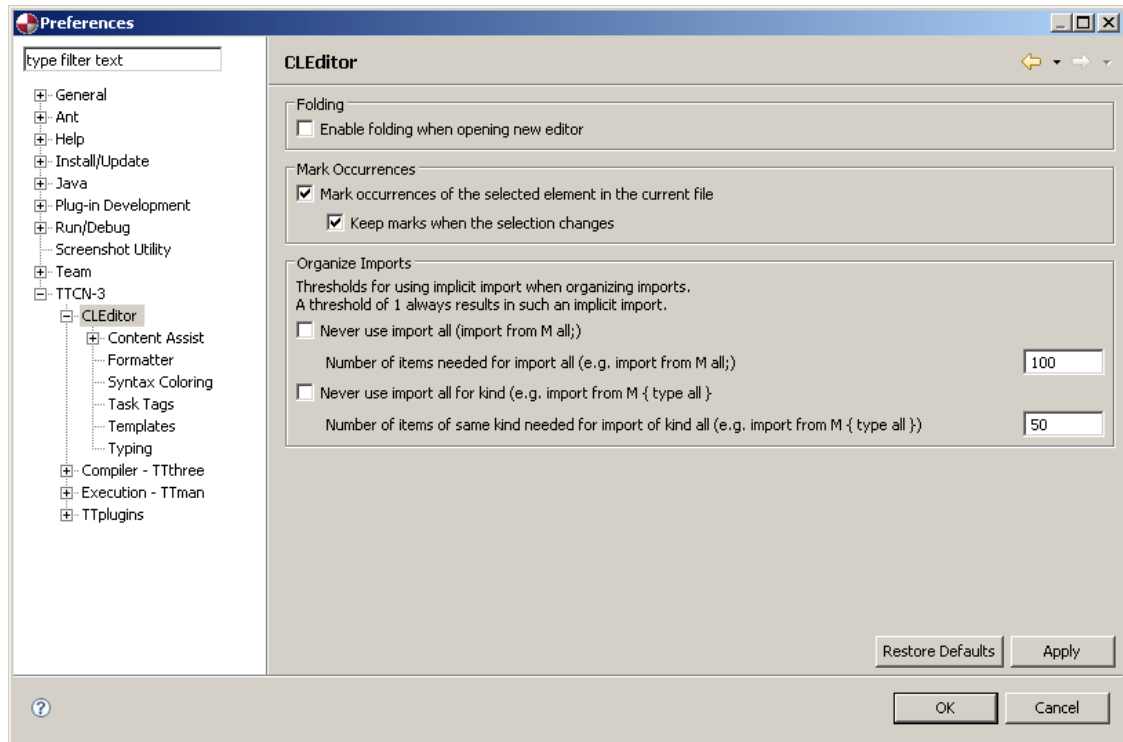 Preferences
type filter text
General
Ant
Help
Install/Update
Java
Plug-in Development
Run/Debug
Screenshot Utility
Team
TTCN-3
CLEditor
Content Assist
Formatter
Syntax Coloring
Task Tags
Templates
Typing
Compiler - TTthree
Execution - TTman
TTplugins
CLEditor
Folding
Enable folding when opening new editor
Mark Occurrences
Mark occurrences of the selected element in the current file
Keep marks when the selection changes
Organize Imports
Thresholds for using implicit import when organizing imports.
A threshold of 1 always results in such an implicit import.
Never use import all (import from M all;)
Number of items needed for import all (e.g. import from M all;) 100
Never use import all for kind (e.g. import from M { type all }
Number of items of same kind needed for import of kind all (e.g. import from M { type all }) 50
Restore Defaults Apply
? OK Cancel